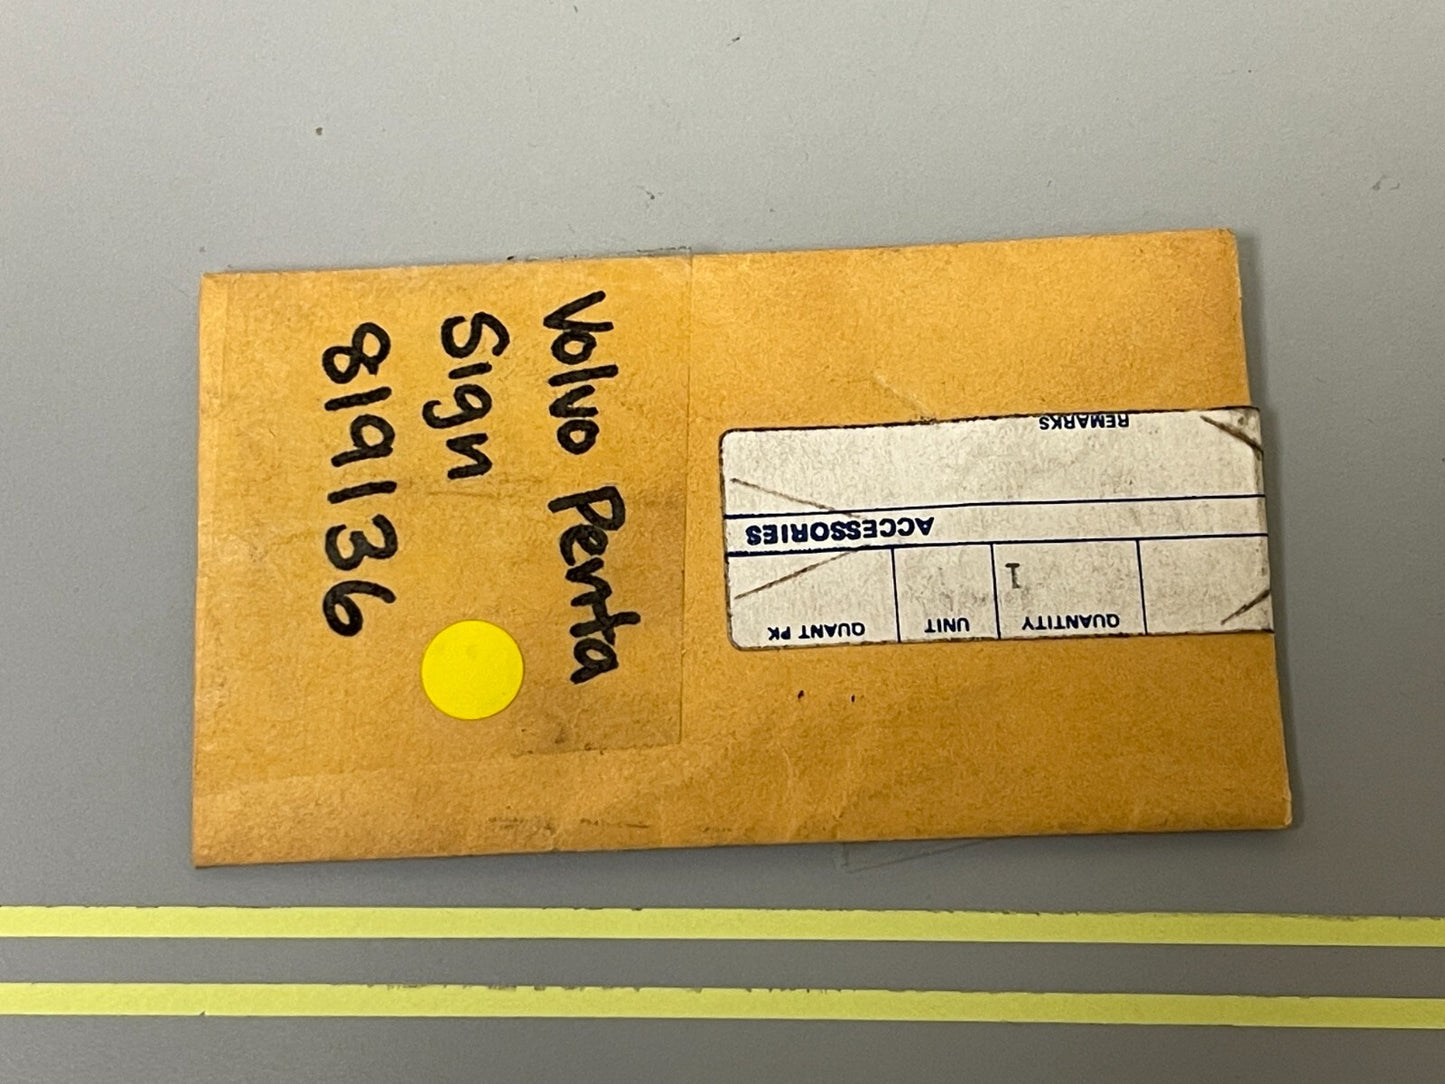 Volvo Penta
Sign
819136
REMARKS
ACCESSORIES
QUANT PK
UNIT
QUANTITY
1